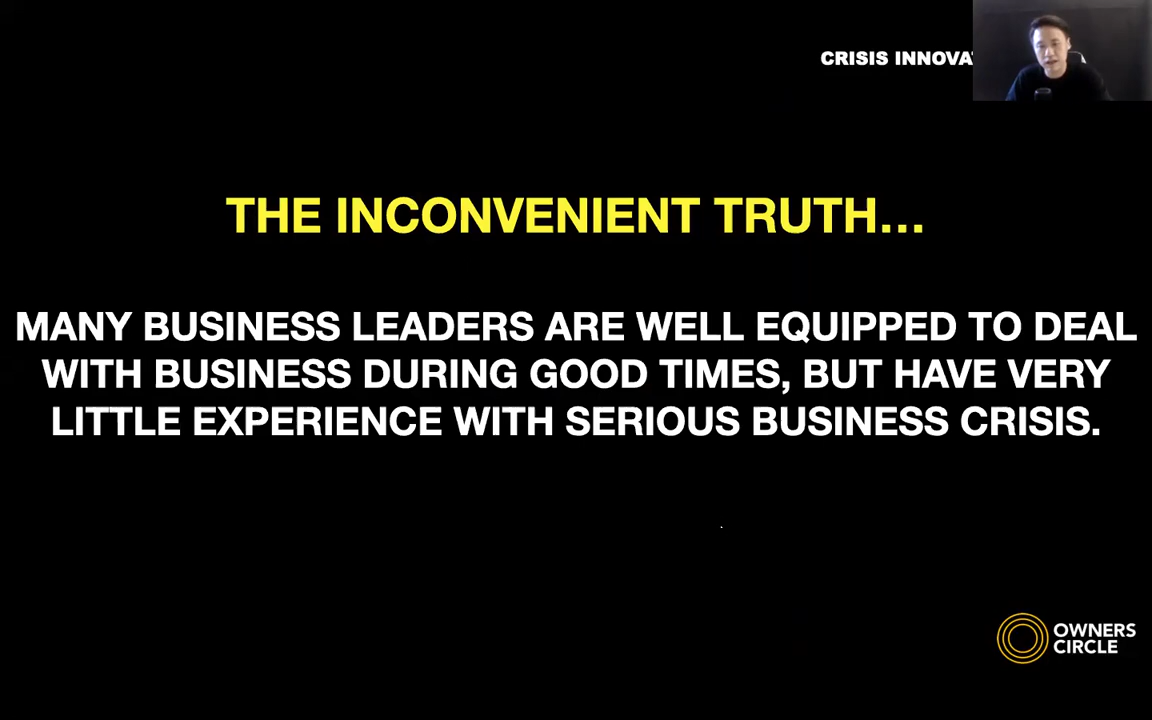 CRISIS INNOVA
THE INCONVENIENT TRUTH...
MANY BUSINESS LEADERS ARE WELL EQUIPPED TO DEAL
WITH BUSINESS DURING GOOD TIMES, BUT HAVE VERY
LITTLE EXPERIENCE WITH SERIOUS BUSINESS CRISIS.
OWNERS
CIRCLE